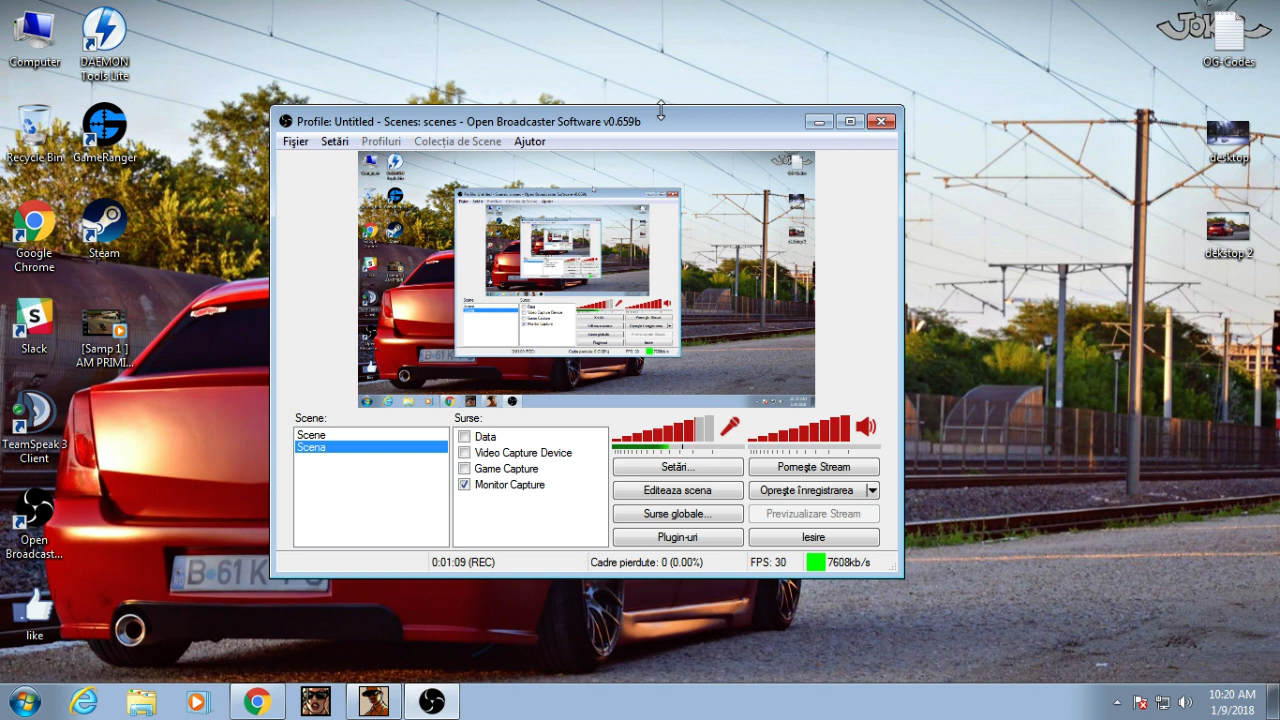 Computer
DAEMON
Tools Lite
Recycle Bin
GameRanger
Google
Chrome
Steam
Slack
[Samp 1 ]
AM PRIMI...
TeamSpeak 3
Client
Open
Broadcast...
like
OG-Codes
desktop
dekstop 2
Profile: Untitled - Scenes: scenes - Open Broadcaster Software v0.659b
Fișier Setări Profiluri Colecția de Scene Ajutor
Scene:
Scene
Scena
Surse:
Data
Video Capture Device
Game Capture
Monitor Capture
Setări...
Pornește Stream
Editeaza scena
Oprește înregistrarea
Surse globale...
Previzualizare Stream
Plugin-uri
Iesire
0:01:09 (REC)
Cadre pierdute: 0 (0.00%)
FPS: 30
7608kb/s
10:20 AM
1/9/2018